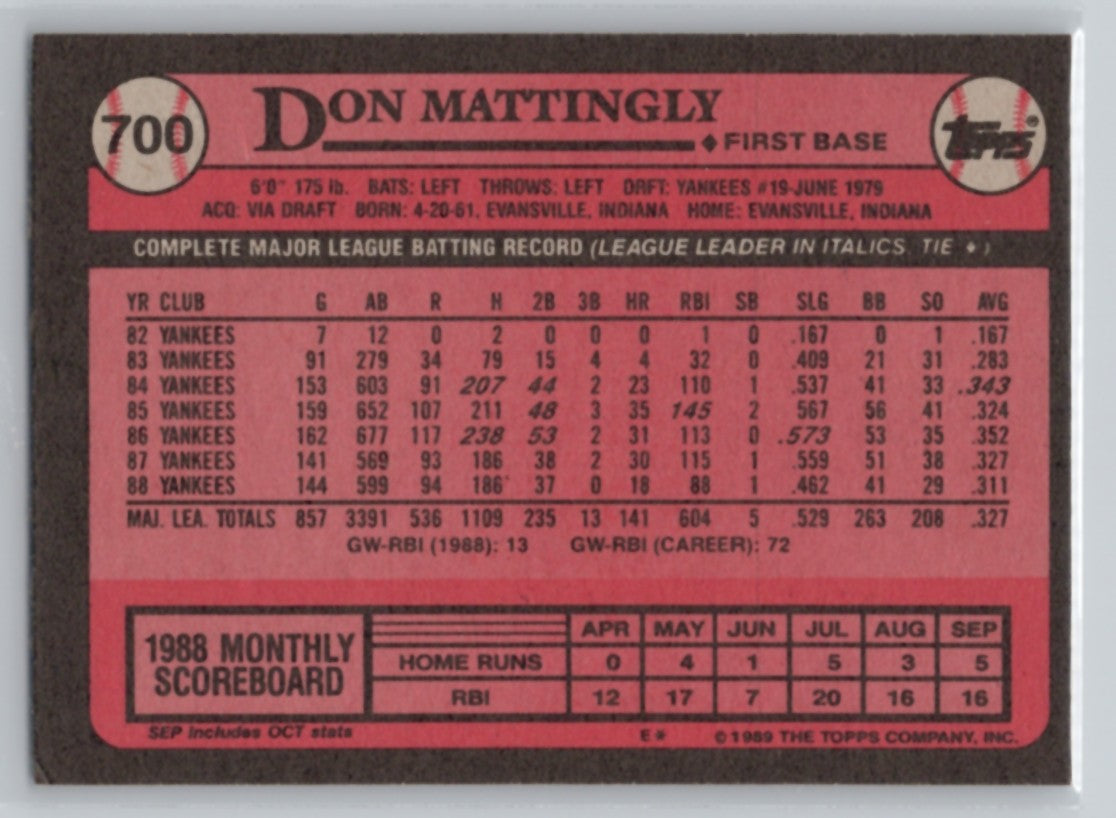 700 DON MATTINGLY Topps®
♦ FIRST BASE
6'0" 175 lb. BATS: LEFT THROWS: LEFT DRFT: YANKEES #19-JUNE 1979
ACQ: VIA DRAFT BORN: 4-20-61, EVANSVILLE, INDIANA HOME: EVANSVILLE, INDIANA
COMPLETE MAJOR LEAGUE BATTING RECORD (LEAGUE LEADER IN ITALICS. TIE ♦)
YR CLUB G AB R H 2B 3B HR RBI SB SLG BB SO AVG
82 YANKEES 7 12 0 2 0 0 0 1 0 .167 0 1 .167
83 YANKEES 91 279 34 79 15 4 4 32 0 .409 21 31 .283
84 YANKEES 153 603 91 207 44 2 23 110 1 .537 41 33 .343
85 YANKEES 159 652 107 211 48 3 35 145 2 .567 56 41 .324
86 YANKEES 162 677 117 238 53 2 31 113 0 .573 53 35 .352
87 YANKEES 141 569 93 186 38 2 30 115 1 .559 51 38 .327
88 YANKEES 144 599 94 186 37 0 18 88 1 .462 41 29 .311
MAJ. LEA. TOTALS 857 3391 536 1109 235 13 141 604 5 .529 263 208 .327
GW-RBI (1988): 13 GW-RBI (CAREER): 72
1988 MONTHLY
SCOREBOARD
APR MAY JUN JUL AUG SEP
HOME RUNS 0 4 1 5 3 5
RBI 12 17 7 20 16 16
SEP includes OCT stats E* ©1989 THE TOPPS COMPANY, INC.